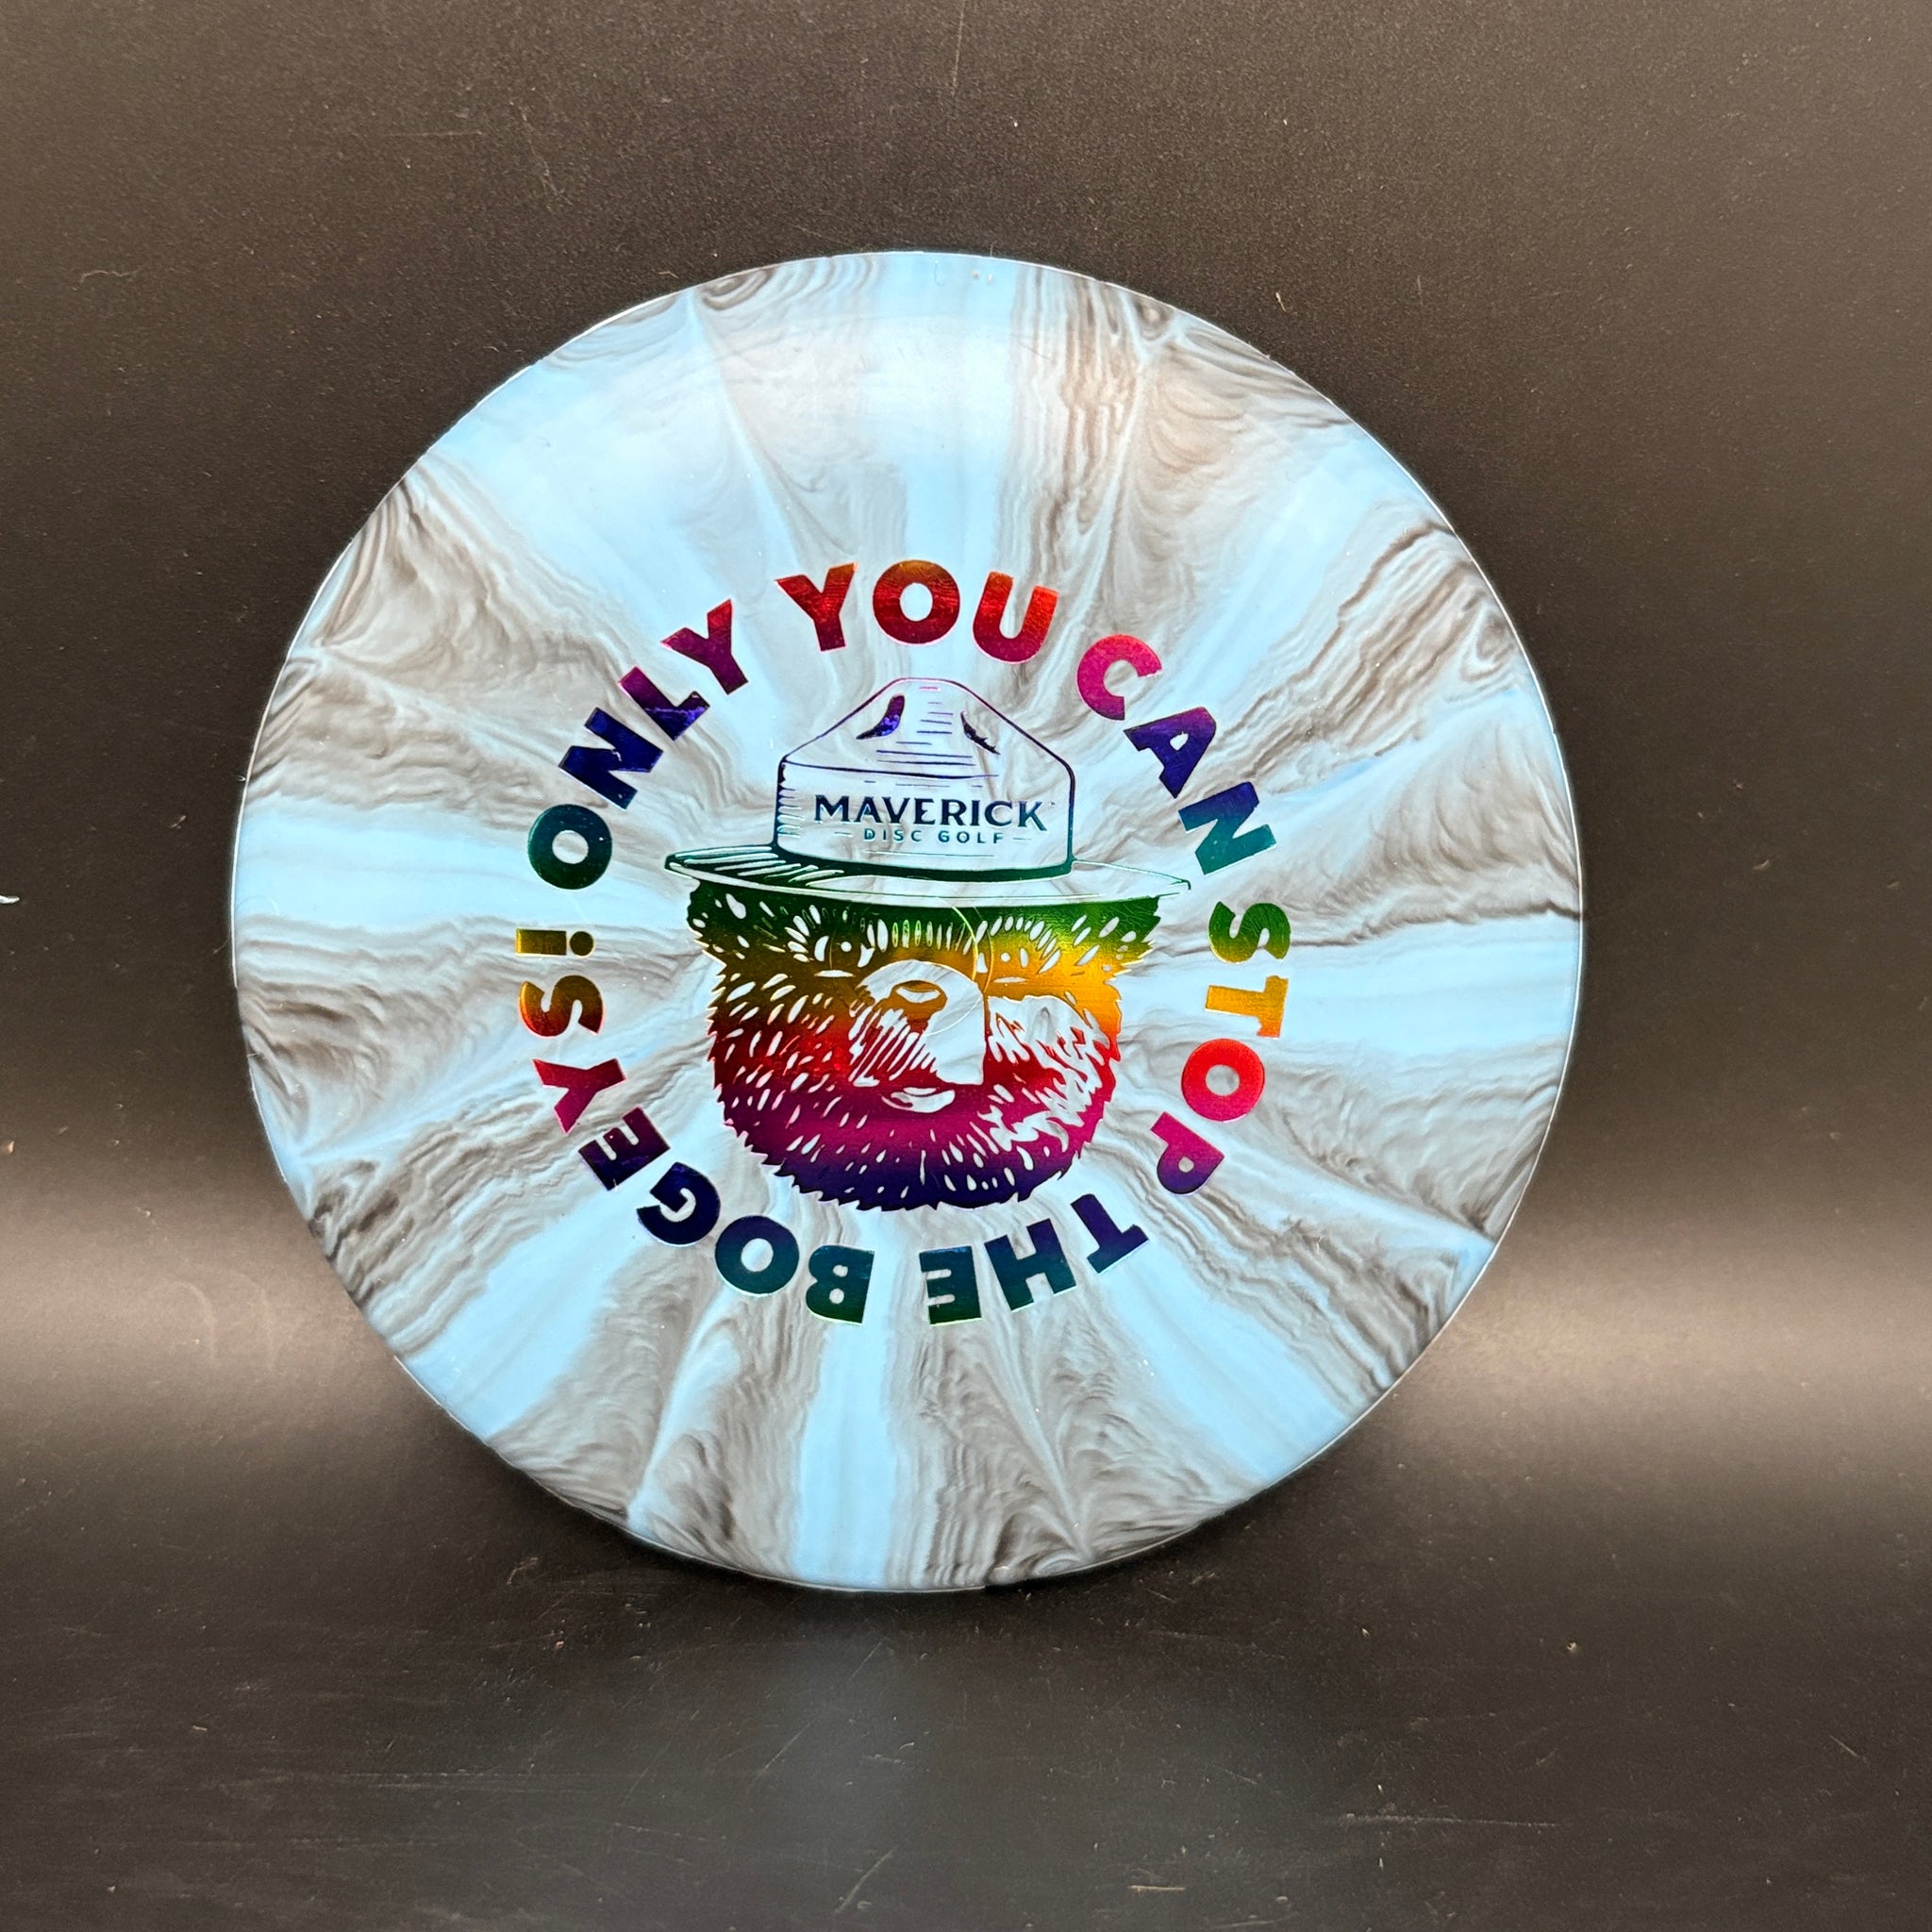 ONLY YOU CAN STOP THE BOGEYS!
MAVERICK
DISC GOLF